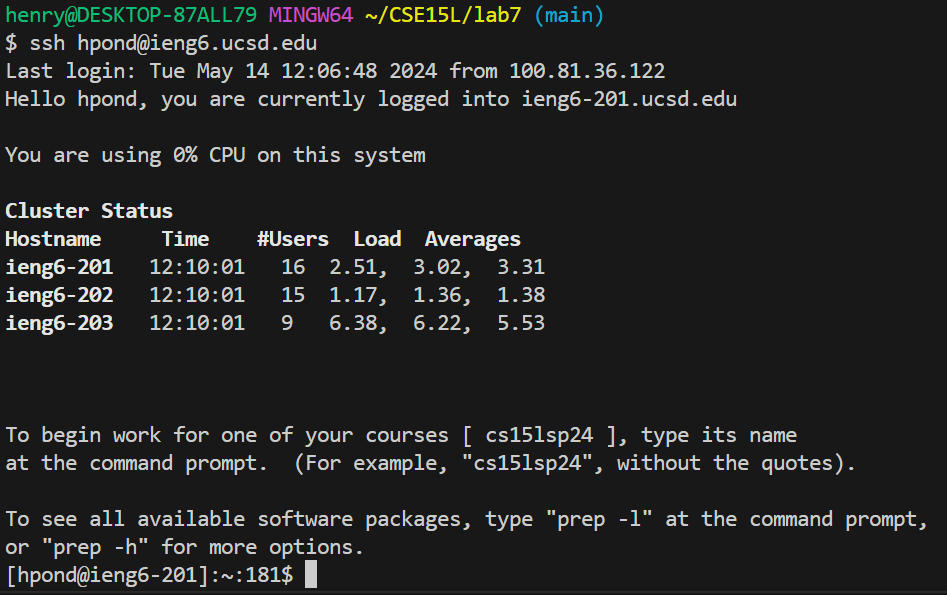 henry@DESKTOP-87ALL79 MINGW64 ~/CSE15L/lab7 (main)
$ ssh hpond@ieng6.ucsd.edu
Last login: Tue May 14 12:06:48 2024 from 100.81.36.122
Hello hpond, you are currently logged into ieng6-201.ucsd.edu
You are using 0% CPU on this system
Cluster Status
Hostname     Time    #Users  Load  Averages
ieng6-201   12:10:01   16  2.51,  3.02,  3.31
ieng6-202   12:10:01   15  1.17,  1.36,  1.38
ieng6-203   12:10:01   9   6.38,  6.22,  5.53
To begin work for one of your courses [ cs15lsp24 ], type its name
at the command prompt.  (For example, "cs15lsp24", without the quotes).
To see all available software packages, type "prep -l" at the command prompt,
or "prep -h" for more options.
[hpond@ieng6-201]:~:181$